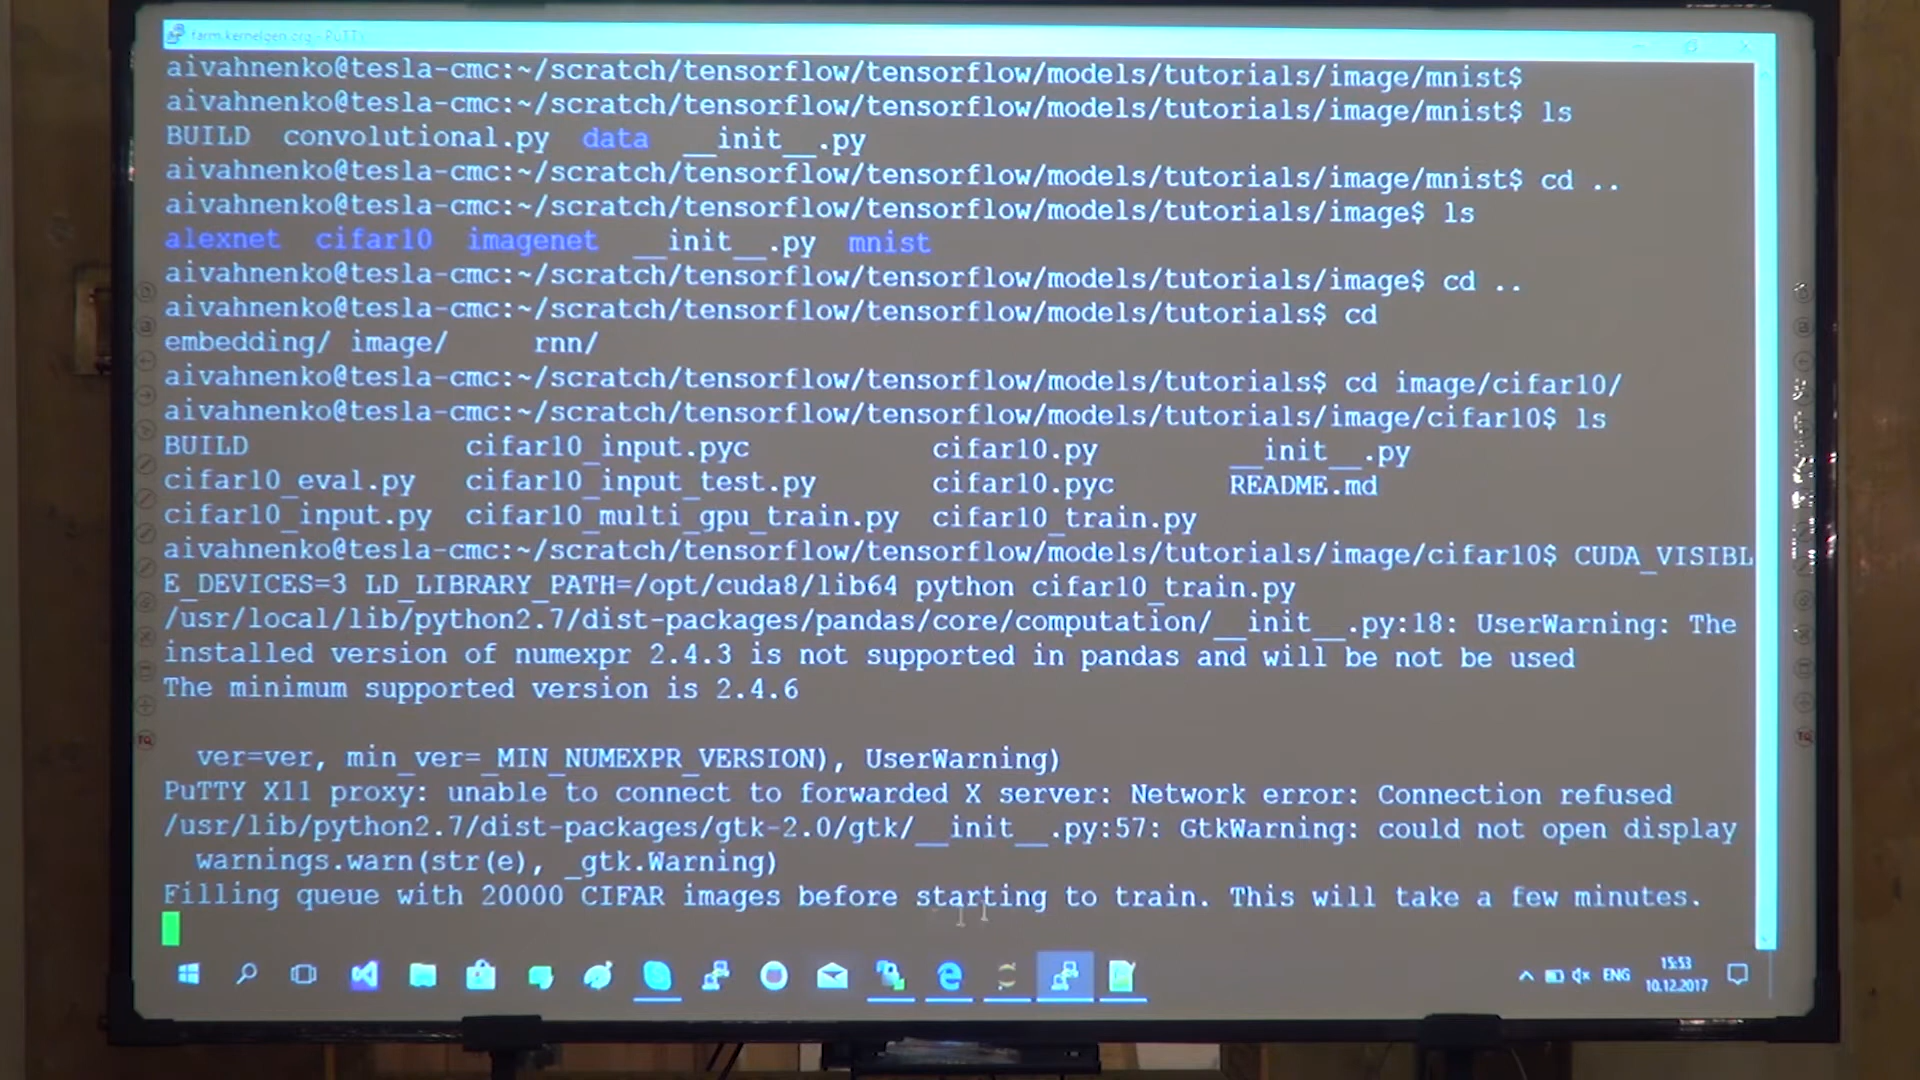 farm.kernelgen.org - PuTTY
aivahnenko@tesla-cmc:~/scratch/tensorflow/tensorflow/models/tutorials/image/mnist$
aivahnenko@tesla-cmc:~/scratch/tensorflow/tensorflow/models/tutorials/image/mnist$ ls
BUILD convolutional.py data __init__.py
aivahnenko@tesla-cmc:~/scratch/tensorflow/tensorflow/models/tutorials/image/mnist$ cd ..
aivahnenko@tesla-cmc:~/scratch/tensorflow/tensorflow/models/tutorials/image$ ls
alexnet cifar10 imagenet __init__.py mnist
aivahnenko@tesla-cmc:~/scratch/tensorflow/tensorflow/models/tutorials/image$ cd ..
aivahnenko@tesla-cmc:~/scratch/tensorflow/tensorflow/models/tutorials$ cd
embedding/ image/ rnn/
aivahnenko@tesla-cmc:~/scratch/tensorflow/tensorflow/models/tutorials$ cd image/cifar10/
aivahnenko@tesla-cmc:~/scratch/tensorflow/tensorflow/models/tutorials/image/cifar10$ ls
BUILD cifar10_input.pyc cifar10.py __init__.py
cifar10_eval.py cifar10_input_test.py cifar10.pyc README.md
cifar10_input.py cifar10_multi_gpu_train.py cifar10_train.py
aivahnenko@tesla-cmc:~/scratch/tensorflow/tensorflow/models/tutorials/image/cifar10$ CUDA_VISIBL
E_DEVICES=3 LD_LIBRARY_PATH=/opt/cuda8/lib64 python cifar10_train.py
/usr/local/lib/python2.7/dist-packages/pandas/core/computation/__init__.py:18: UserWarning: The
installed version of numexpr 2.4.3 is not supported in pandas and will be not be used
The minimum supported version is 2.4.6
ver=ver, min_ver=_MIN_NUMEXPR_VERSION), UserWarning)
PuTTY X11 proxy: unable to connect to forwarded X server: Network error: Connection refused
/usr/lib/python2.7/dist-packages/gtk-2.0/gtk/__init__.py:57: GtkWarning: could not open display
warnings.warn(str(e), _gtk.Warning)
Filling queue with 20000 CIFAR images before starting to train. This will take a few minutes.
ENG
15:53
10.12.2017